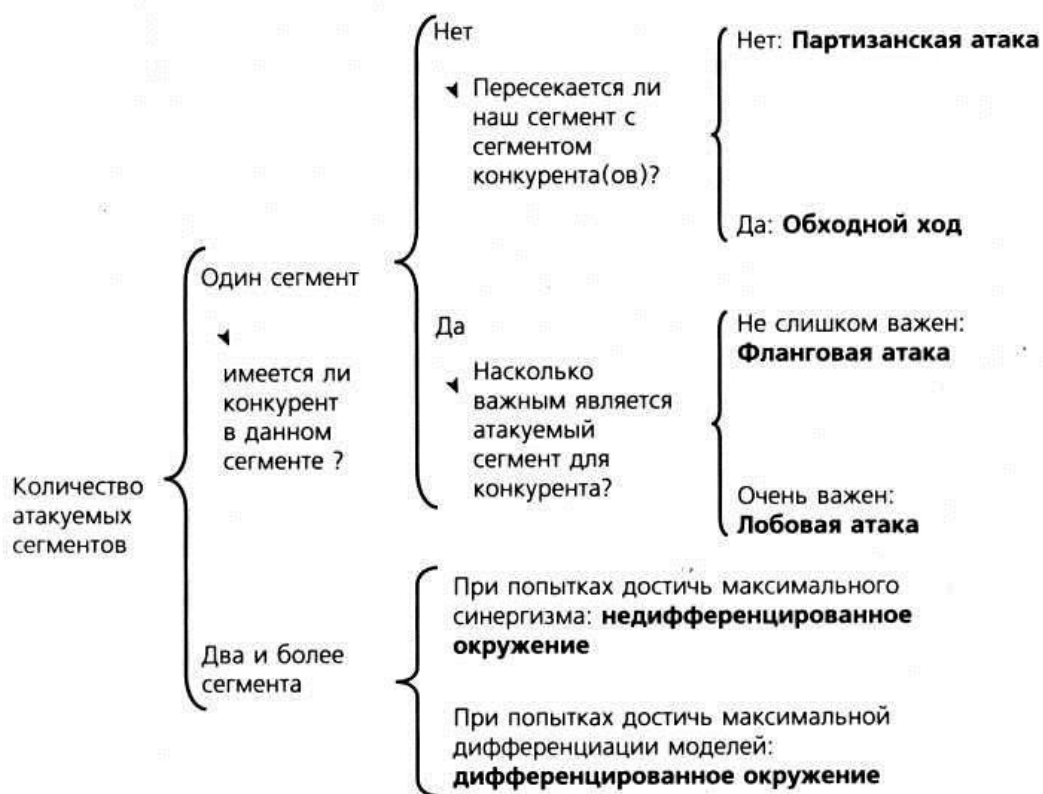 Количество
атакуемых
сегментов
Один сегмент
имеется ли
конкурент
в данном
сегменте ?
Нет
Пересекается ли
наш сегмент с
сегментом
конкурента(ов)?
Нет: Партизанская атака
Да: Обходной ход
Да
Насколько
важным является
атакуемый
сегмент для
конкурента?
Не слишком важен:
Фланговая атака
Очень важен:
Лобовая атака
Два и более
сегмента
При попытках достичь максимального
синергизма: недифференцированное
окружение
При попытках достичь максимальной
дифференциации моделей:
дифференцированное окружение